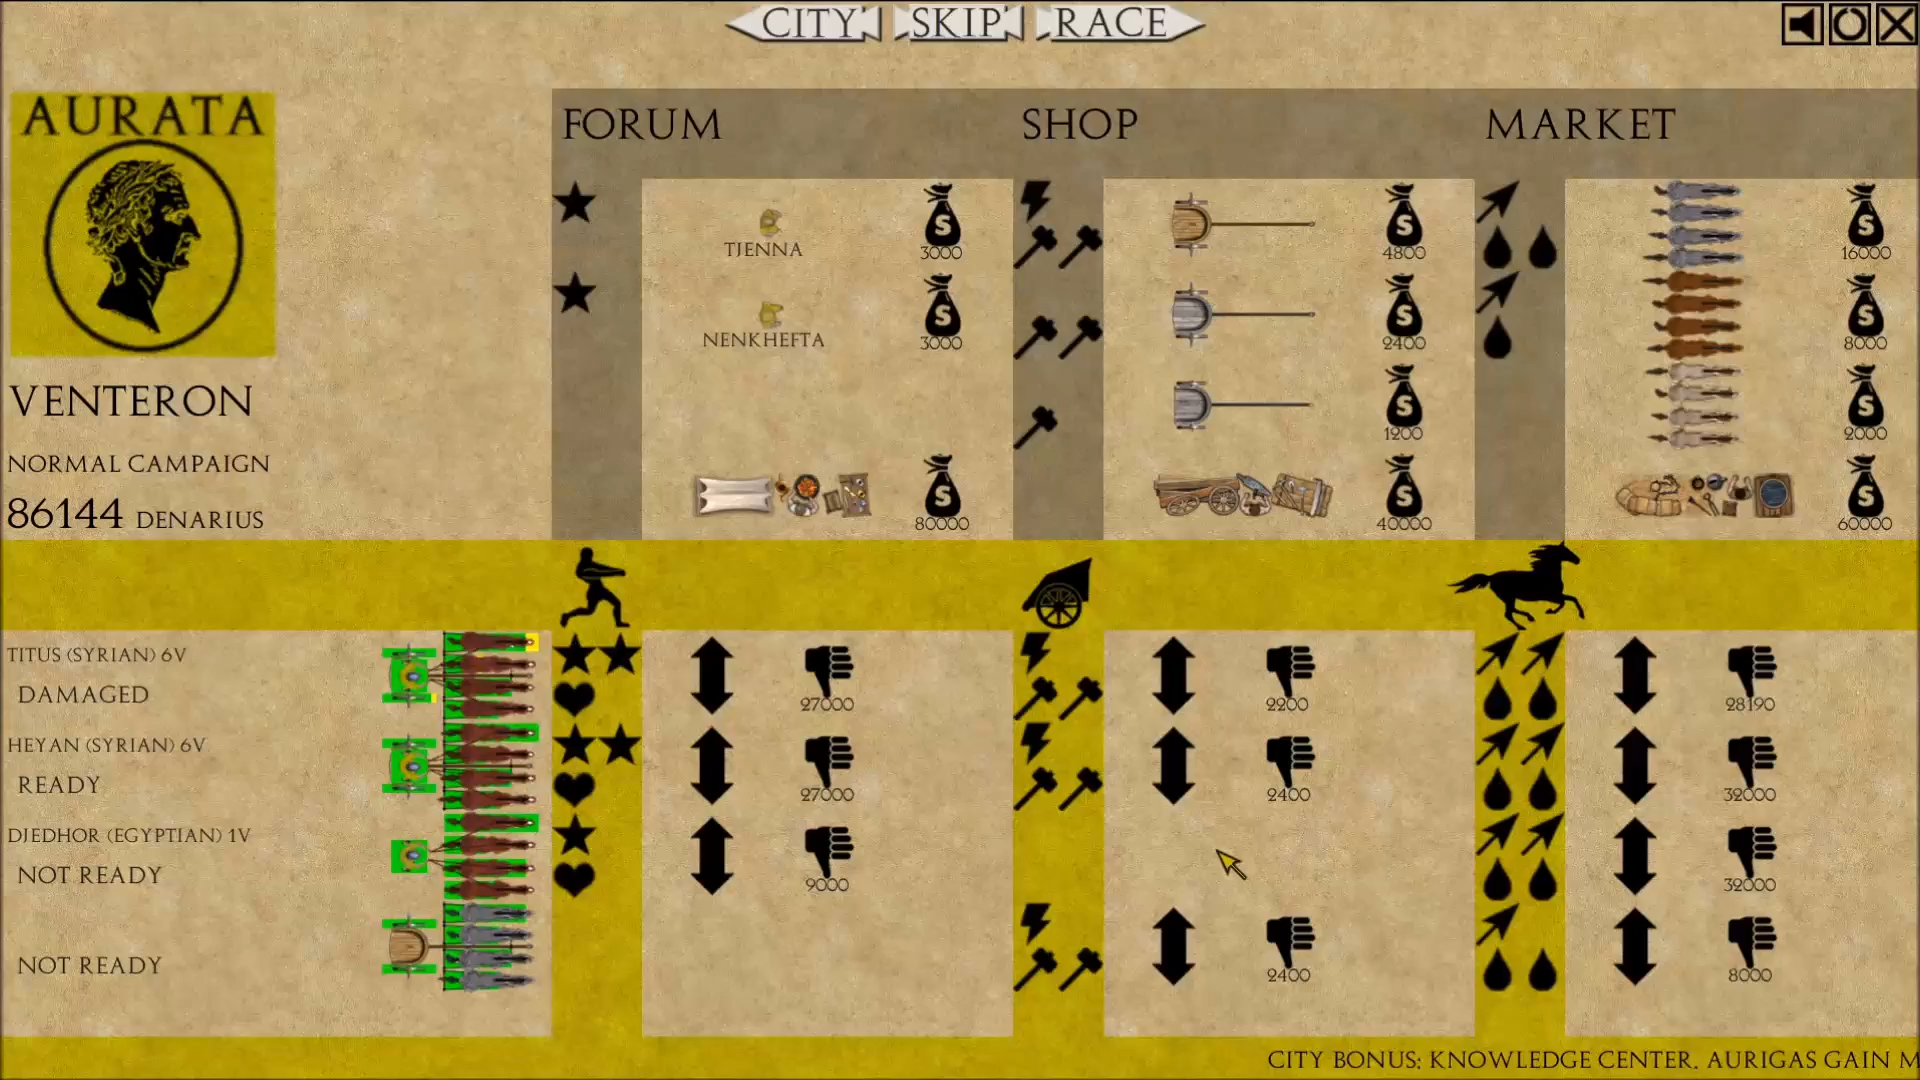 CITY SKIP RACE
AURATA
VENTERON
NORMAL CAMPAIGN
86144 DENARIUS
FORUM
TJENNA
3000
NENKHEFTA
3000
80000
SHOP
4800
2400
1200
40000
MARKET
16000
8000
2000
60000
TITUS (SYRIAN) 6V
DAMAGED
27000
2200
28190
HEYAN (SYRIAN) 6V
READY
27000
2400
32000
DJEDHOR (EGYPTIAN) 1V
NOT READY
9000
32000
NOT READY
2400
8000
CITY BONUS: KNOWLEDGE CENTER. AURIGAS GAIN M